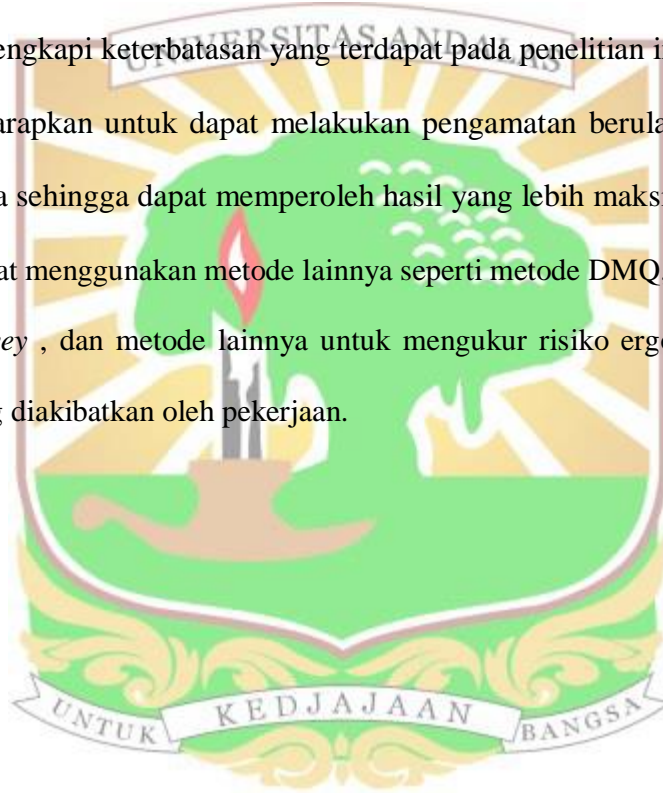 engkapi keterbatasan yang terdapat pada penelitian i
UNIVERSITAS ANDALAS
arapkan untuk dapat melakukan pengamatan berula
a sehingga dapat memperoleh hasil yang lebih maks
at menggunakan metode lainnya seperti metode DMQ,
ey , dan metode lainnya untuk mengukur risiko erg
g diakibatkan oleh pekerjaan.
UNTUK KEDJAJAAN BANGSA